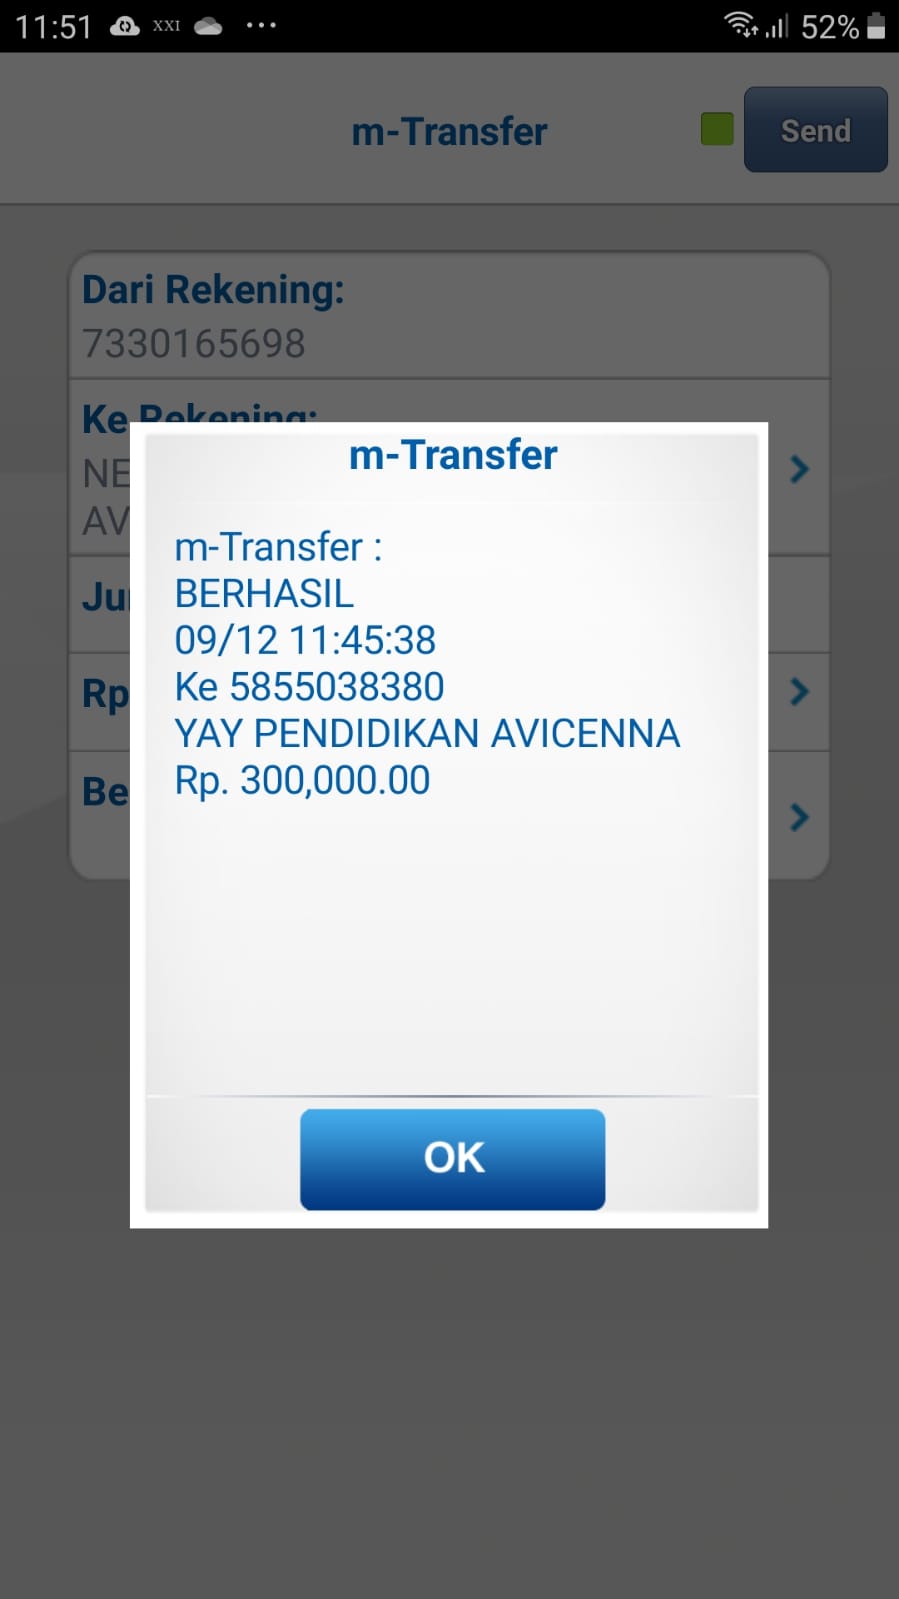 11:51 XXI ... 52%
m-Transfer
Send
Dari Rekening:
7330165698
Ke Rekening:
NE
AV
m-Transfer
m-Transfer :
BERHASIL
09/12 11:45:38
Ke 5855038380
YAY PENDIDIKAN AVICENNA
Rp. 300,000.00
Ju
Rp
Be
OK